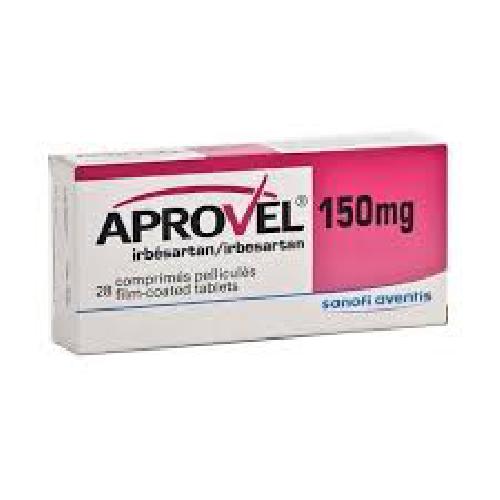 APROVEL® 150mg
irbésartan/irbesartan
28 comprimés pelliculés
film-coated tablets
sanofi aventis